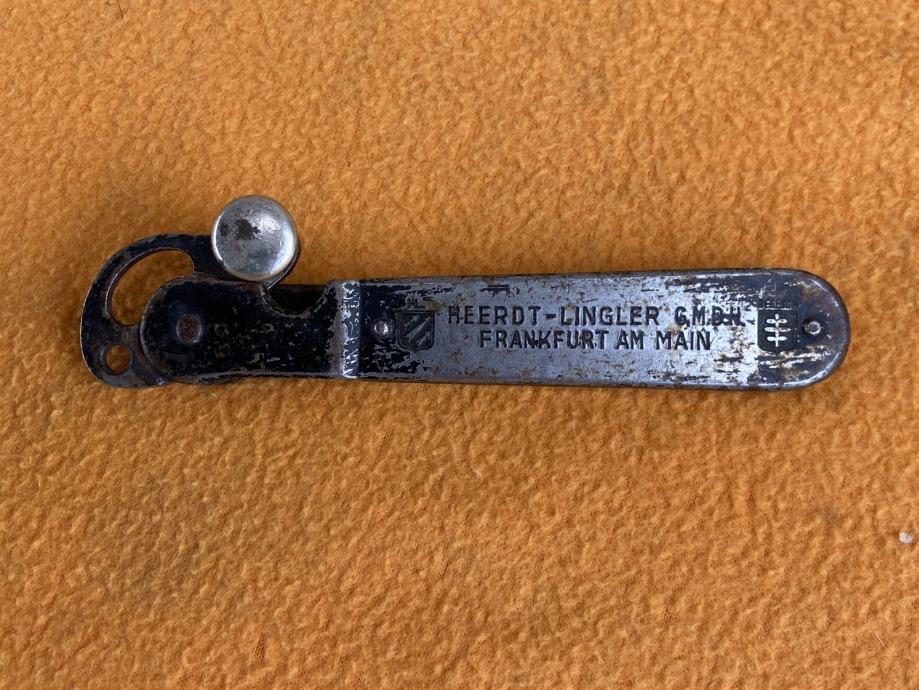 HEERDT-LINGLER G.M.B.H.
FRANKFURT AM MAIN